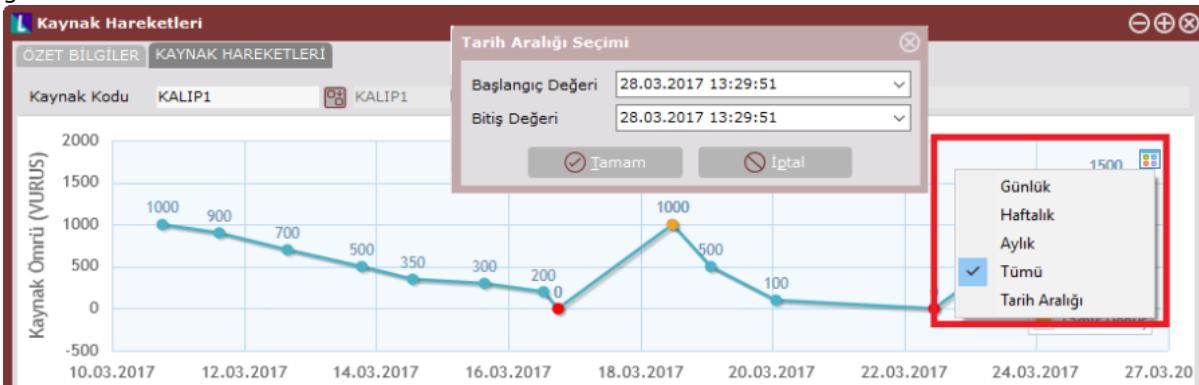 Kaynak Hareketleri
ÖZET BİLGİLER KAYNAK HAREKETLERİ
Kaynak Kodu KALIP1 KALIP1
Tarih Aralığı Seçimi
Başlangıç Değeri 28.03.2017 13:29:51
Bitiş Değeri 28.03.2017 13:29:51
Tamam İptal
Kaynak Ömrü (VURUS)
2000
1500
1000
500
0
-500
1000
900
700
500
350
300
200
0
1000
500
100
1500
Günlük
Haftalık
Aylık
Tümü
Tarih Aralığı
10.03.2017 12.03.2017 14.03.2017 16.03.2017 18.03.2017 20.03.2017 22.03.2017 24.03.2017 27.03.20